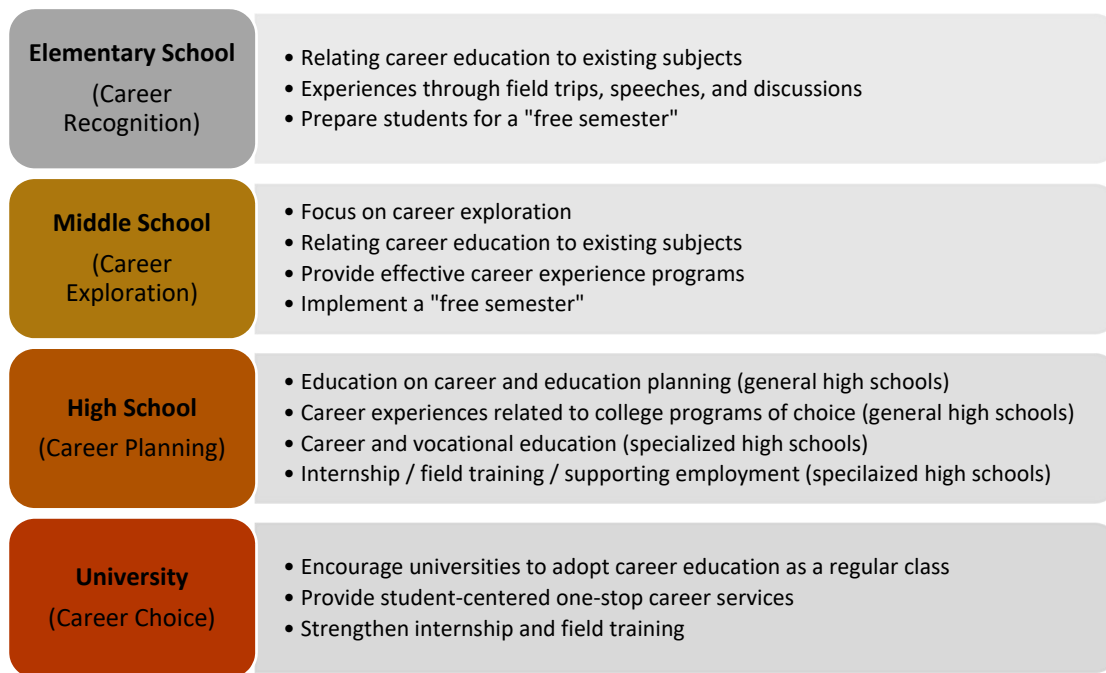 Elementary School
(Career
Recognition)
• Relating career education to existing subjects
• Experiences through field trips, speeches, and discussions
• Prepare students for a "free semester"
Middle School
(Career
Exploration)
• Focus on career exploration
• Relating career education to existing subjects
• Provide effective career experience programs
• Implement a "free semester"
High School
(Career Planning)
• Education on career and education planning (general high schools)
• Career experiences related to college programs of choice (general high schools)
• Career and vocational education (specialized high schools)
• Internship / field training / supporting employment (specilaized high schools)
University
(Career Choice)
• Encourage universities to adopt career education as a regular class
• Provide student-centered one-stop career services
• Strengthen internship and field training